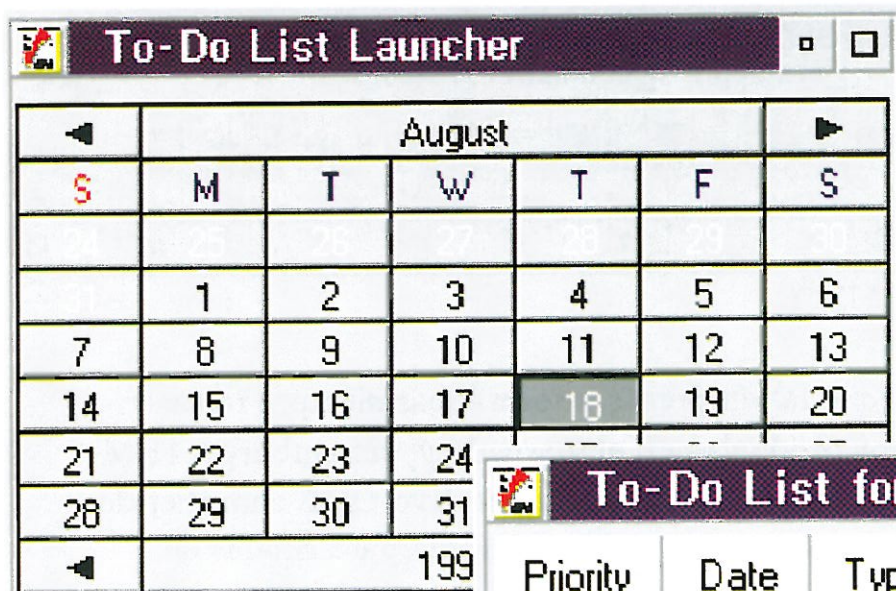 To-Do List Launcher
August
S M T W T F S
24 25 26 27 28 29 30
1 2 3 4 5 6
7 8 9 10 11 12 13
14 15 16 17 18 19 20
21 22 23 24
28 29 30 31
199
To-Do List for
Priority Date Typ